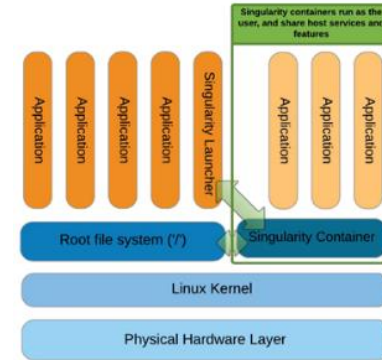 Singularity containers run as the
user, and share host services and
features
Application
Application
Application
Application
Singularity Launcher
Application
Application
Application
Root file system ('/')
Singularity Container
Linux Kernel
Physical Hardware Layer